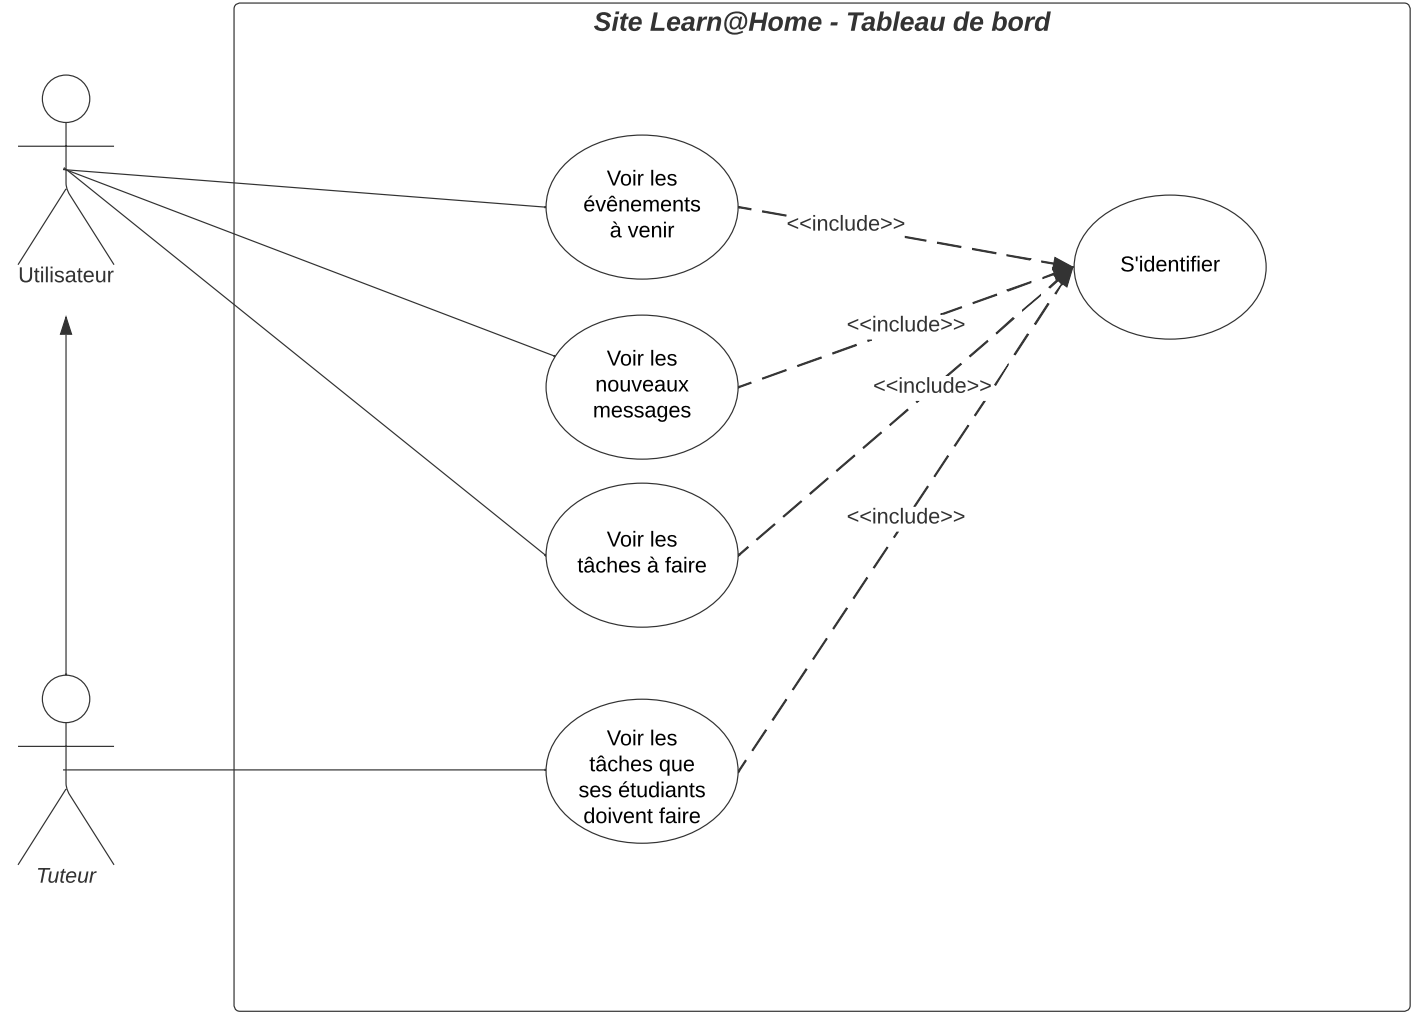 Site Learn@Home - Tableau de bord
Utilisateur
Voir les
évênements
à venir
<<include>>
S'identifier
Voir les
nouveaux
messages
<<include>>
Voir les
tâches à faire
<<include>>
Voir les
tâches que
ses étudiants
doivent faire
<<include>>
Tuteur